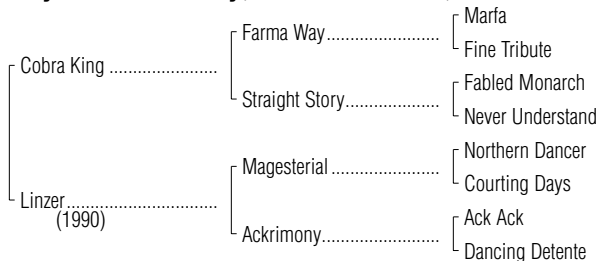 Marfa
Farma Way........................
Fine Tribute
Cobra King .......................
Fabled Monarch
Straight Story....................
Never Understand
Northern Dancer
Magesterial.......................
Courting Days
Linzer................................
(1990)
Ack Ack
Ackrimony.........................
Dancing Detente